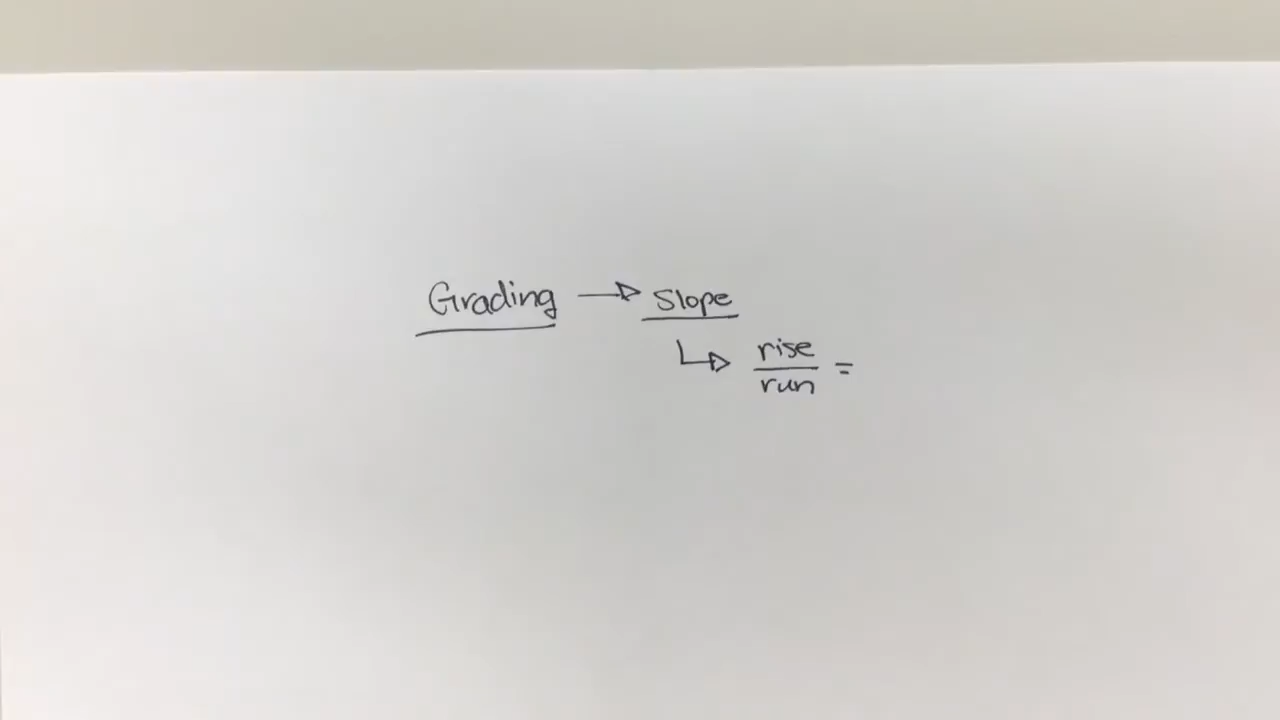 Grading → Slope
↳ rise
run =